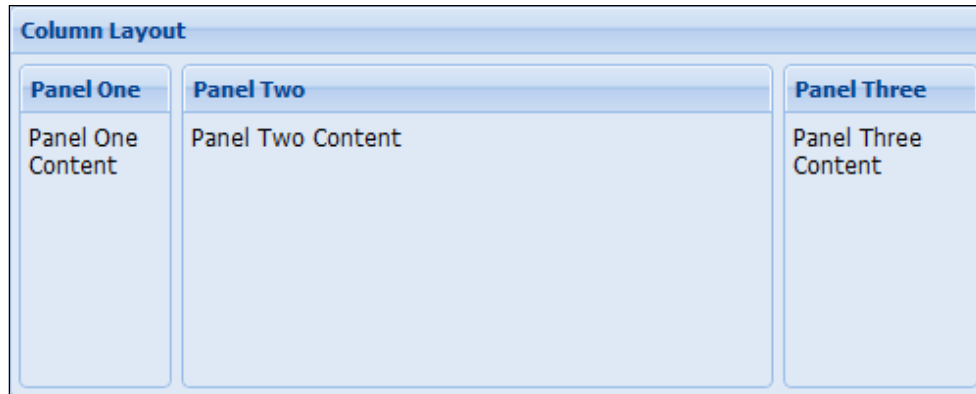 Column Layout
Panel One
Panel Two
Panel Three
Panel One
Content
Panel Two Content
Panel Three
Content